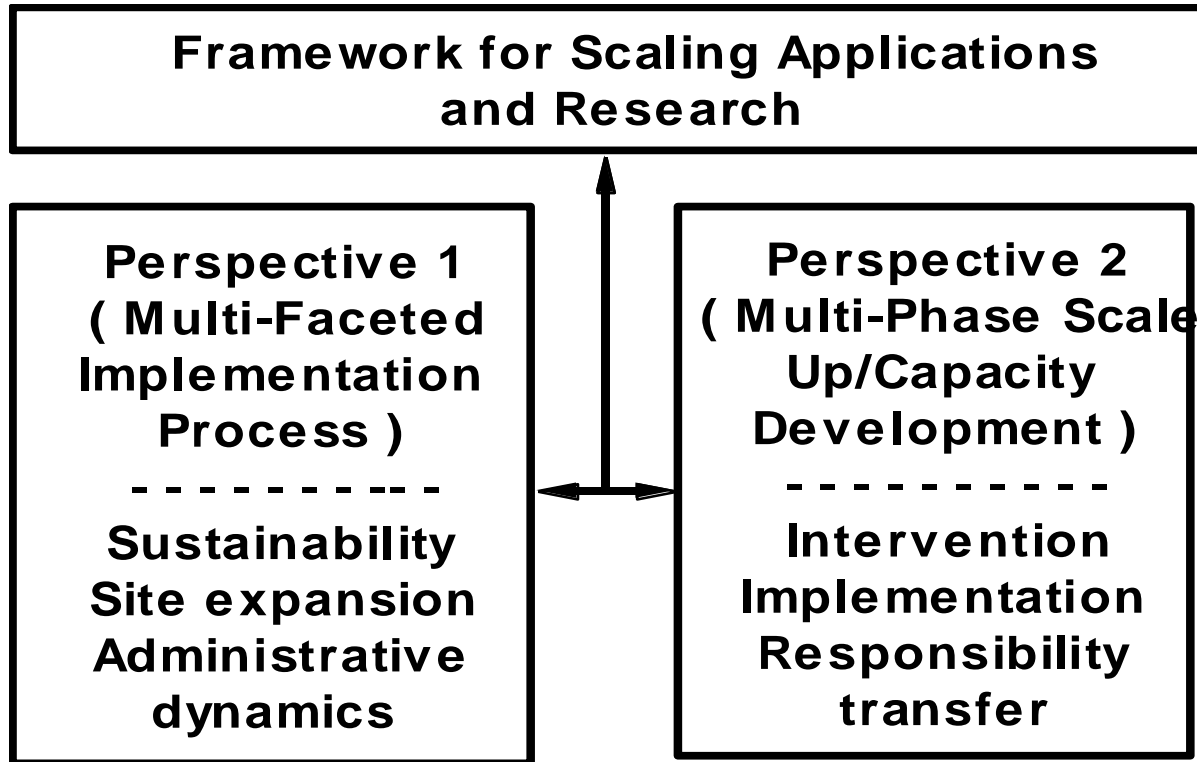 Framework for Scaling Applications
and Research
Perspective 1
( Multi-Faceted
Implementation
Process )
Sustainability
Site expansion
Administrative
dynamics
Perspective 2
( Multi-Phase Scale
Up/Capacity
Development )
Intervention
Implementation
Responsibility
transfer